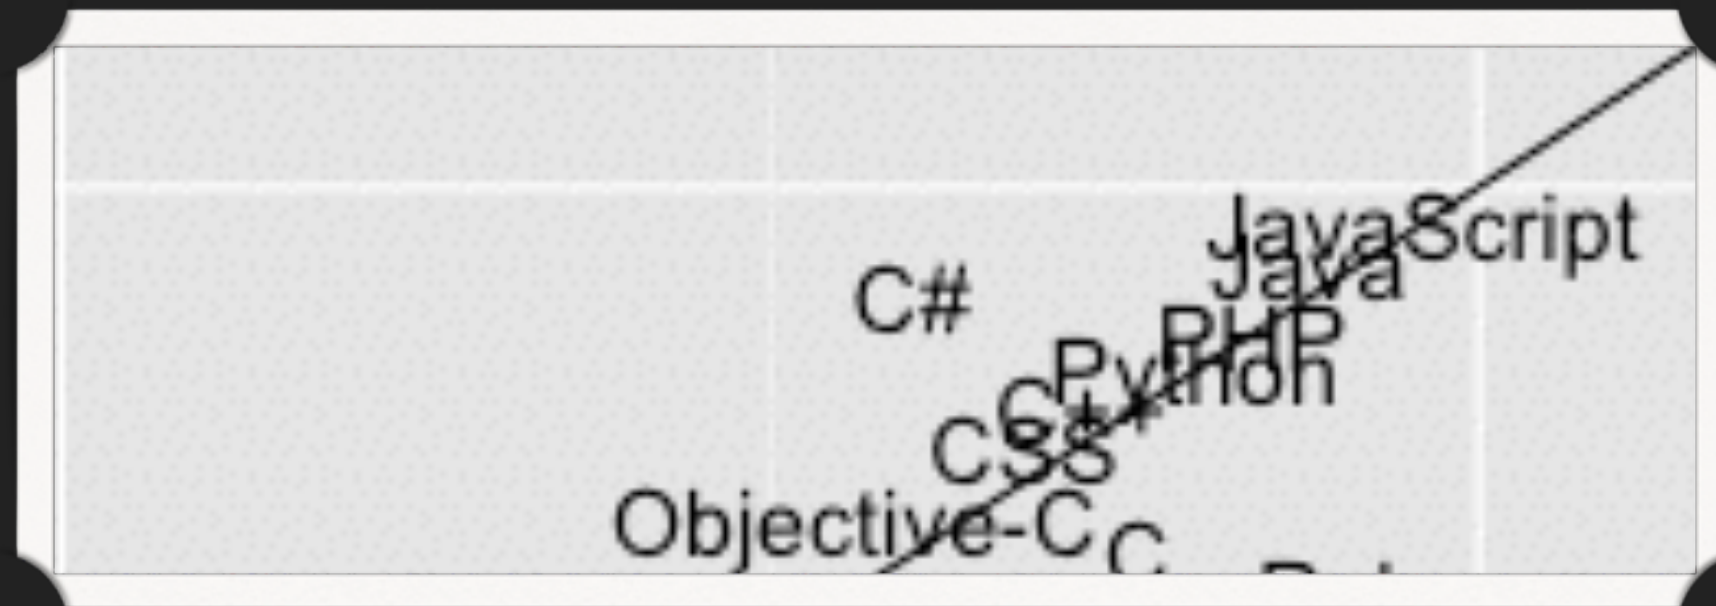 JavaScript
Java
C#
PHP
Python
C++
CSS
Objective-C
C